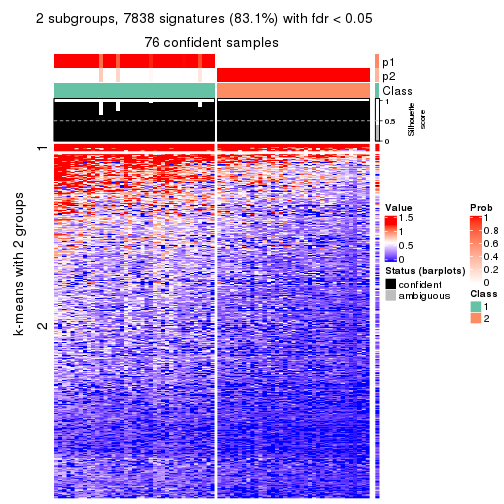 2 subgroups, 7838 signatures (83.1%) with fdr < 0.05
76 confident samples
p1
p2
Class
1
0.5
0
Silhouette
score
k-means with 2 groups
1
2
Value
1.5
1
0.5
0
Status (barplots)
confident
ambiguous
Prob
1
0.8
0.6
0.4
0.2
0
Class
1
2